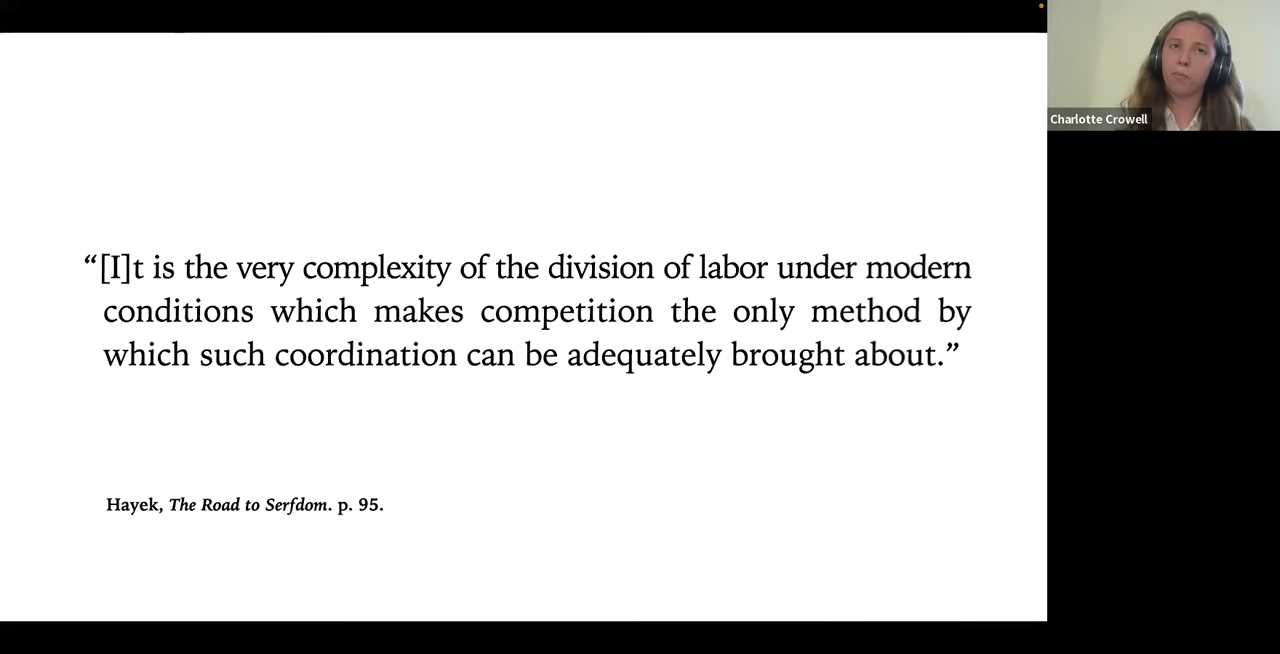 “[I]t is the very complexity of the division of labor under modern
conditions which makes competition the only method by
which such coordination can be adequately brought about.”
Hayek, The Road to Serfdom. p. 95.
Charlotte Crowell